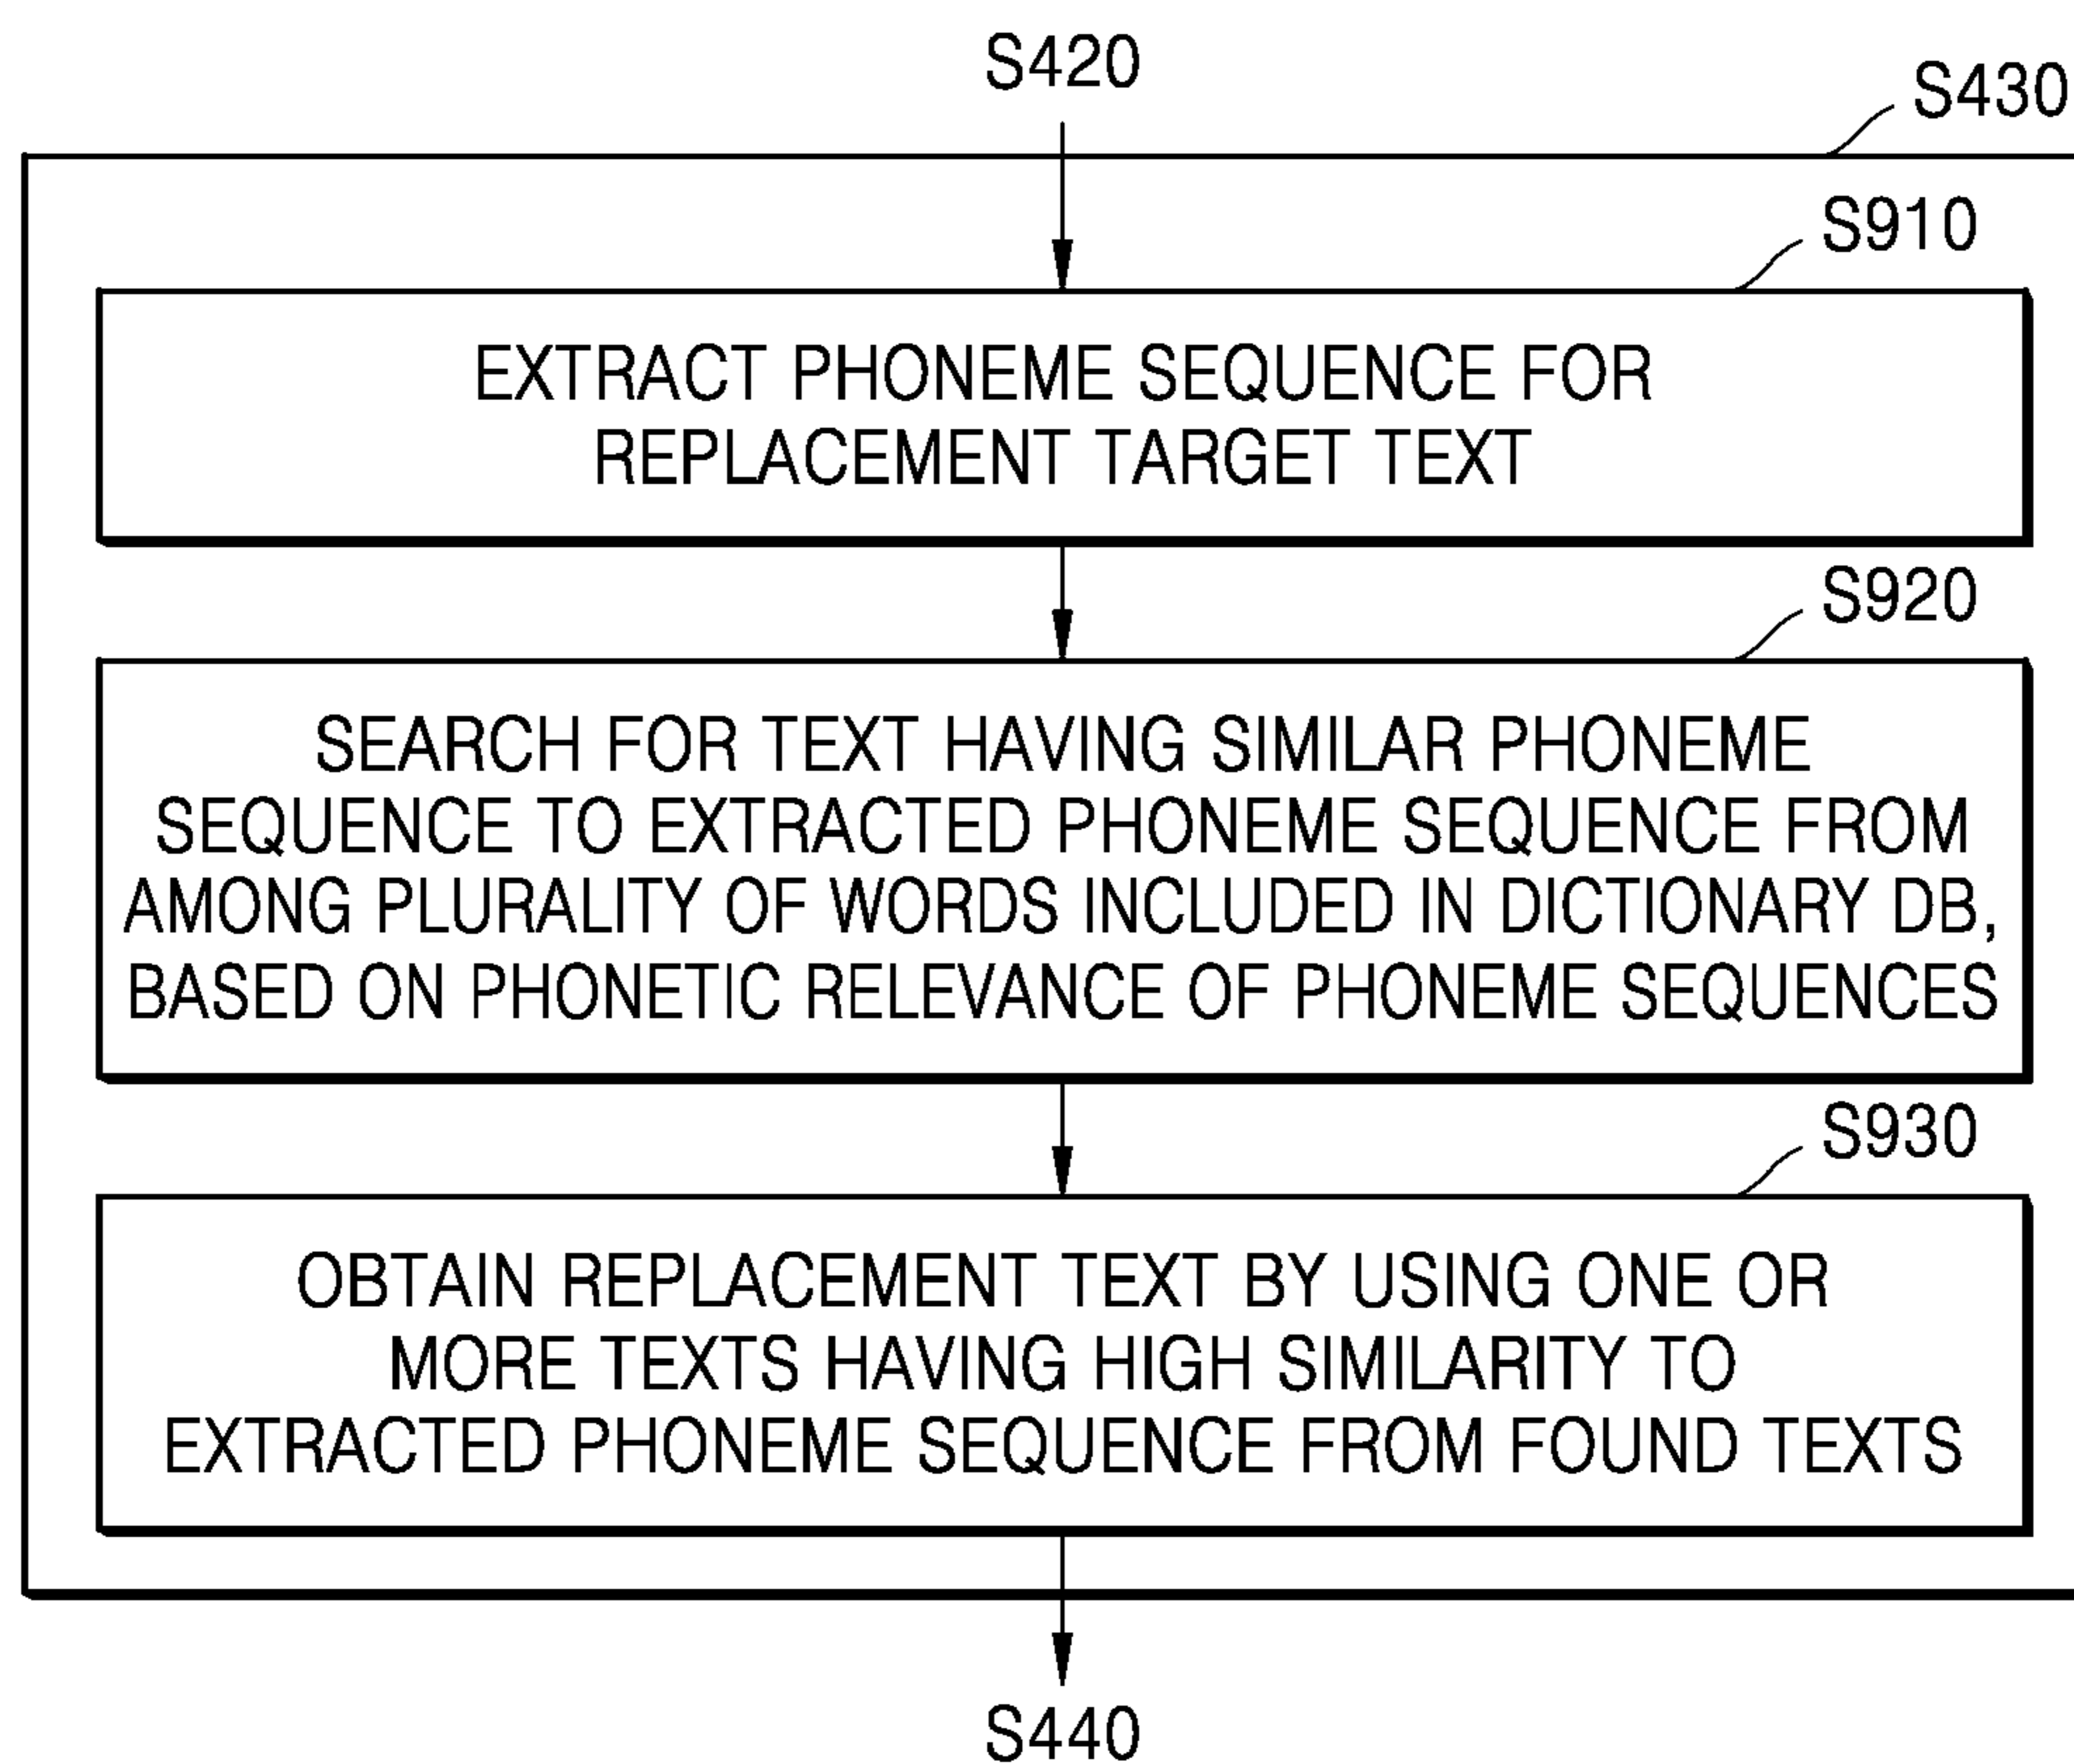 S420
S430
S910
EXTRACT PHONEME SEQUENCE FOR
REPLACEMENT TARGET TEXT
S920
SEARCH FOR TEXT HAVING SIMILAR PHONEME
SEQUENCE TO EXTRACTED PHONEME SEQUENCE FROM
AMONG PLURALITY OF WORDS INCLUDED IN DICTIONARY DB,
BASED ON PHONETIC RELEVANCE OF PHONEME SEQUENCES
S930
OBTAIN REPLACEMENT TEXT BY USING ONE OR
MORE TEXTS HAVING HIGH SIMILARITY TO
EXTRACTED PHONEME SEQUENCE FROM FOUND TEXTS
S440